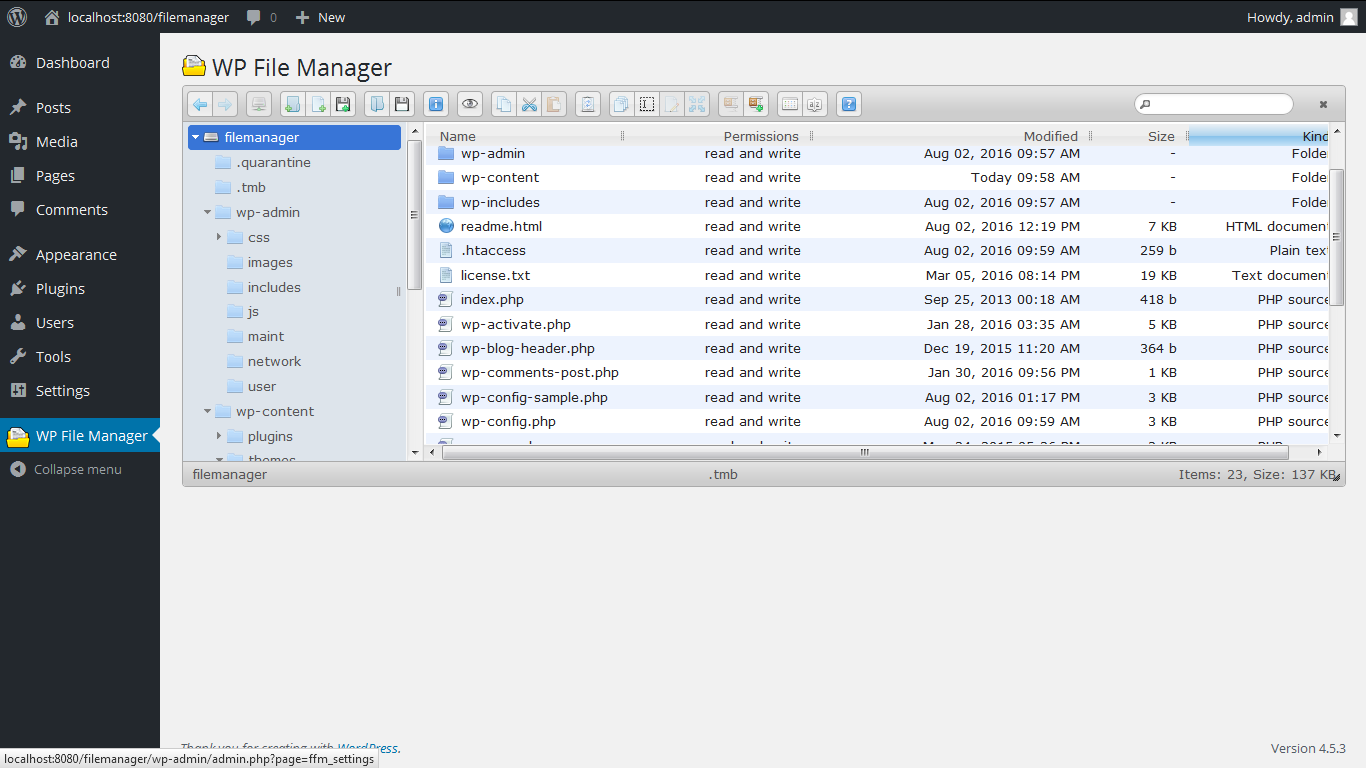 localhost:8080/filemanager 0 New Howdy, admin
Dashboard
Posts
Media
Pages
Comments
Appearance
Plugins
Users
Tools
Settings
WP File Manager
Collapse menu
WP File Manager
filemanager
.quarantine
.tmb
wp-admin
css
images
includes
js
maint
network
user
wp-content
plugins
themes
Name Permissions Modified Size Kind
wp-admin read and write Aug 02, 2016 09:57 AM - Folde
wp-content read and write Today 09:58 AM - Folde
wp-includes read and write Aug 02, 2016 09:57 AM - Folde
readme.html read and write Aug 02, 2016 12:19 PM 7 KB HTML documen
.htaccess read and write Aug 02, 2016 09:59 AM 259 b Plain tex
license.txt read and write Mar 05, 2016 08:14 PM 19 KB Text documen
index.php read and write Sep 25, 2013 00:18 AM 418 b PHP source
wp-activate.php read and write Jan 28, 2016 03:35 AM 5 KB PHP source
wp-blog-header.php read and write Dec 19, 2015 11:20 AM 364 b PHP source
wp-comments-post.php read and write Jan 30, 2016 09:56 PM 1 KB PHP source
wp-config-sample.php read and write Aug 02, 2016 01:17 PM 3 KB PHP source
wp-config.php read and write Aug 02, 2016 09:59 AM 3 KB PHP source
filemanager .tmb Items: 23, Size: 137 KB
Thank you for creating with WordPress. Version 4.5.3
localhost:8080/filemanager/wp-admin/admin.php?page=ffm_settings